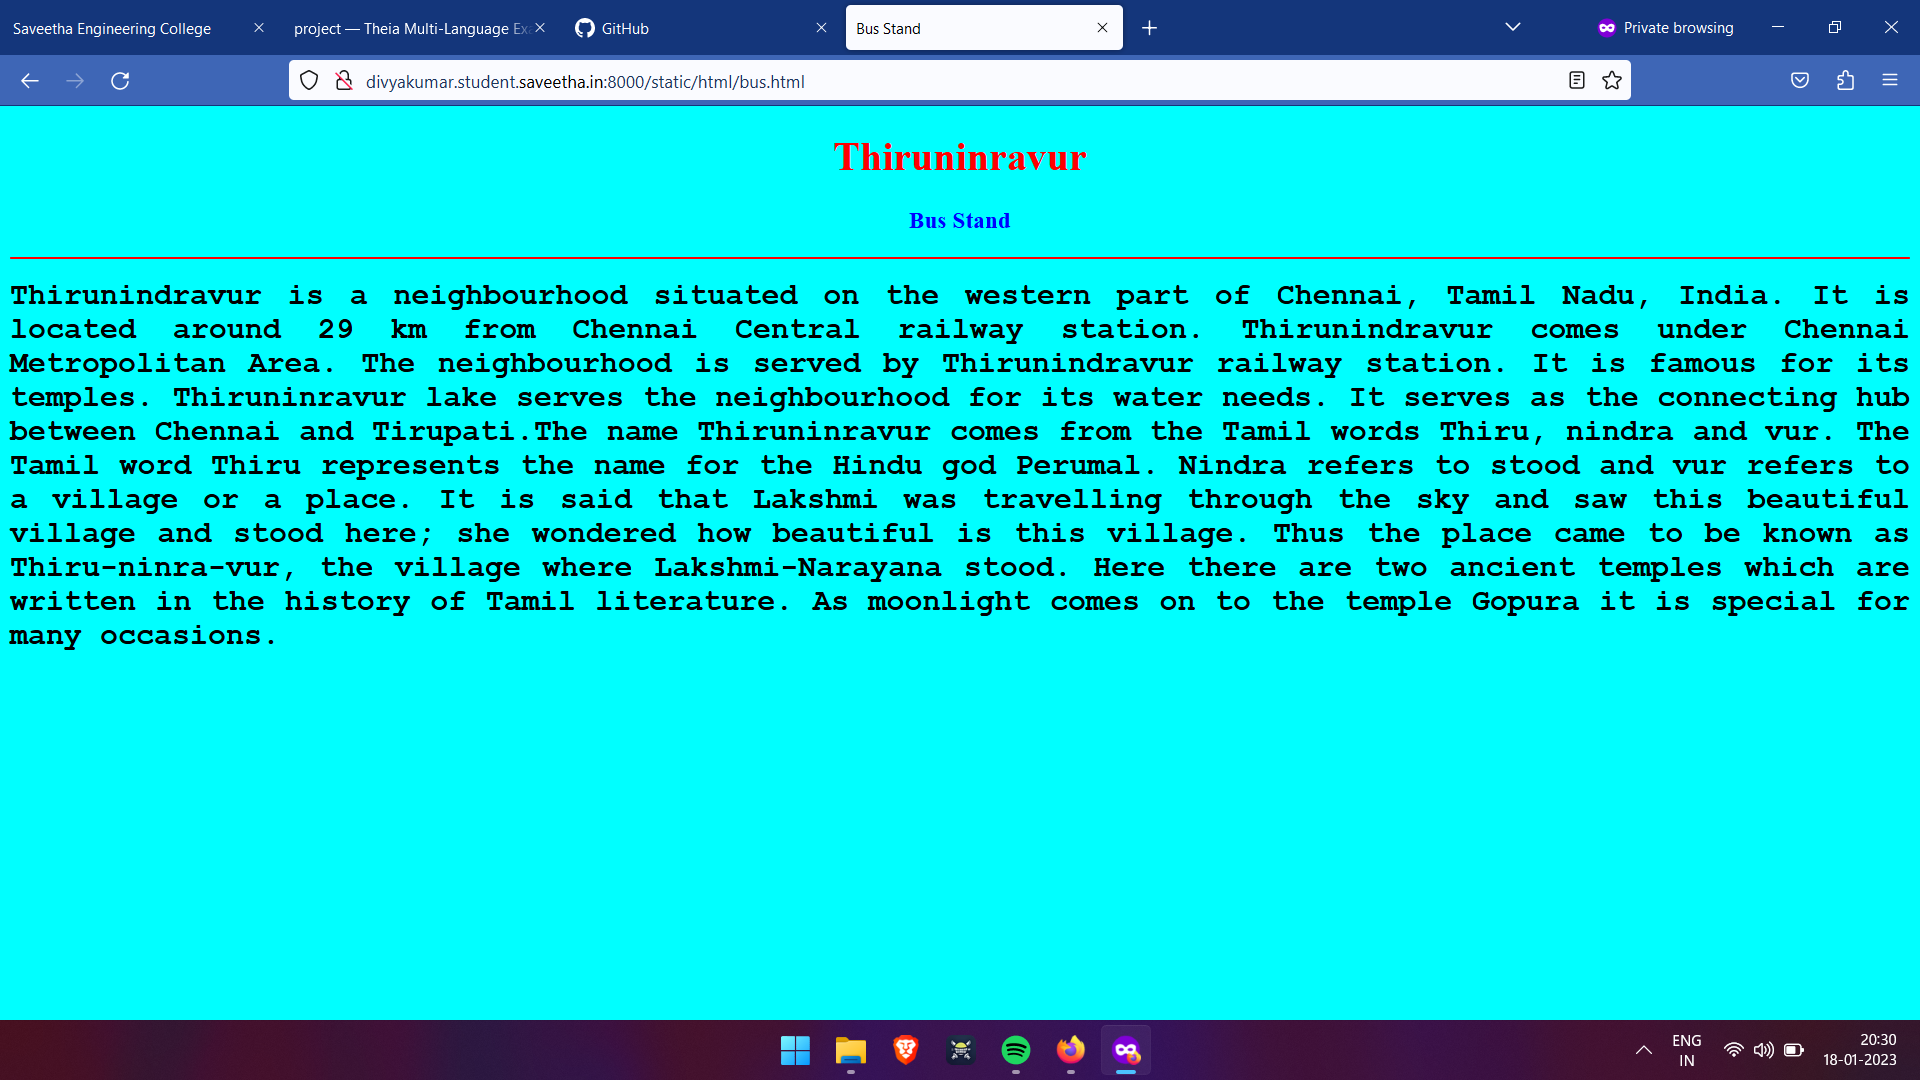 Saveetha Engineering College
project — Theia Multi-Language Ex
GitHub
Bus Stand
Private browsing
divyakumar.student.saveetha.in:8000/static/html/bus.html
Thiruninravur
Bus Stand
Thirunindravur is a neighbourhood situated on the western part of Chennai, Tamil Nadu, India. It is
located around 29 km from Chennai Central railway station. Thirunindravur comes under Chennai
Metropolitan Area. The neighbourhood is served by Thirunindravur railway station. It is famous for its
temples. Thiruninravur lake serves the neighbourhood for its water needs. It serves as the connecting hub
between Chennai and Tirupati.The name Thiruninravur comes from the Tamil words Thiru, nindra and vur. The
Tamil word Thiru represents the name for the Hindu god Perumal. Nindra refers to stood and vur refers to
a village or a place. It is said that Lakshmi was travelling through the sky and saw this beautiful
village and stood here; she wondered how beautiful is this village. Thus the place came to be known as
Thiru-ninra-vur, the village where Lakshmi-Narayana stood. Here there are two ancient temples which are
written in the history of Tamil literature. As moonlight comes on to the temple Gopura it is special for
many occasions.
ENG
IN
20:30
18-01-2023